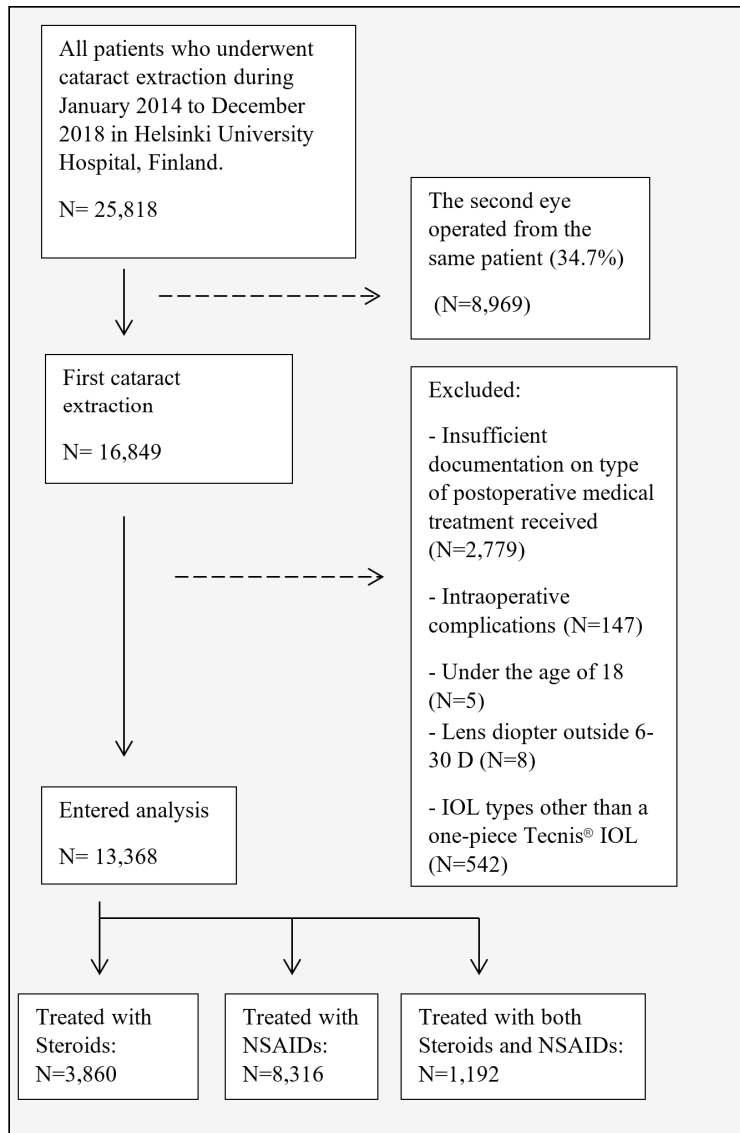 All patients who underwent
cataract extraction during
January 2014 to December
2018 in Helsinki University
Hospital, Finland.
N= 25,818
The second eye
operated from the
same patient (34.7%)
(N=8,969)
First cataract
extraction
N= 16,849
Excluded:
- Insufficient
documentation on type
of postoperative medical
treatment received
(N=2,779)
- Intraoperative
complications (N=147)
- Under the age of 18
(N=5)
- Lens diopter outside 6-
30 D (N=8)
- IOL types other than a
one-piece Tecnis® IOL
(N=542)
Entered analysis
N= 13,368
Treated with
Steroids:
N=3,860
Treated with
NSAIDs:
N=8,316
Treated with both
Steroids and NSAIDs:
N=1,192